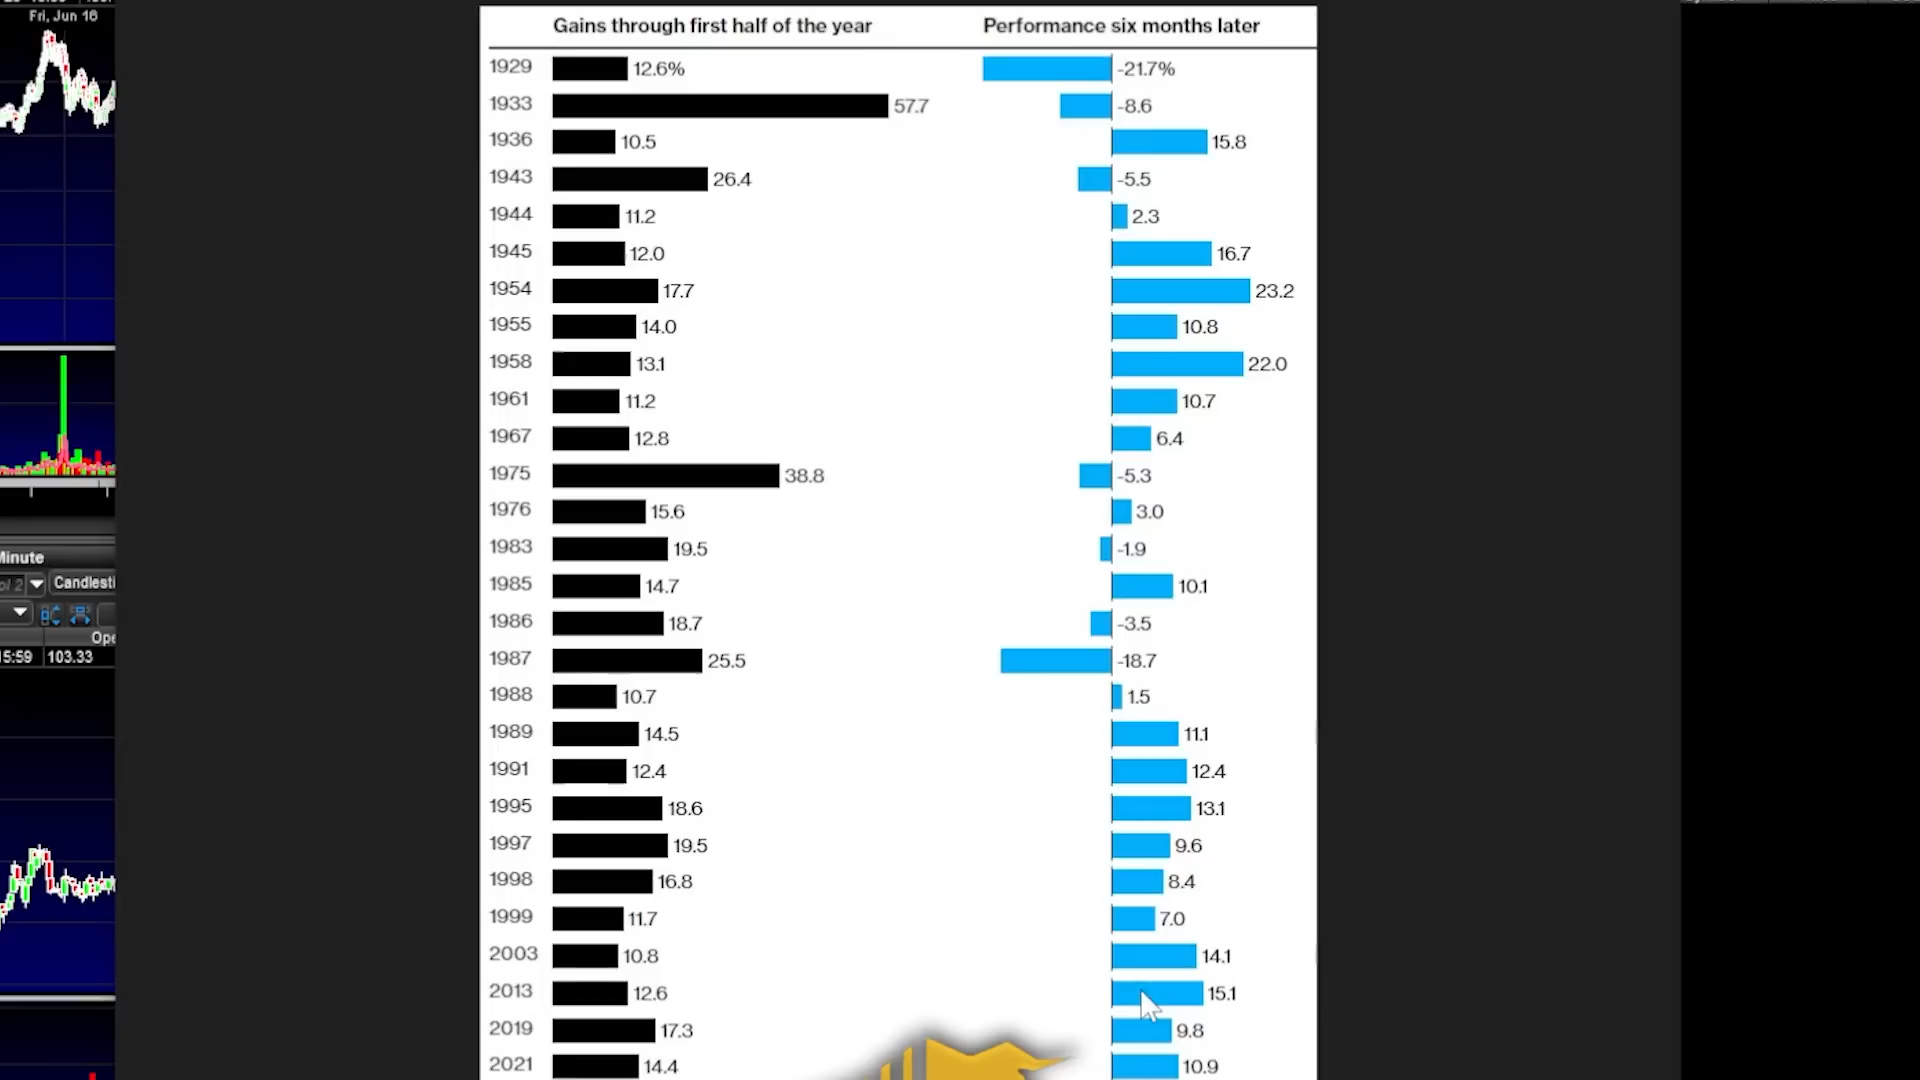 Fri, Jun 16
Gains through first half of the year Performance six months later
1929 12.6% -21.7%
1933 57.7 -8.6
1936 10.5 15.8
1943 26.4 -5.5
1944 11.2 2.3
1945 12.0 16.7
1954 17.7 23.2
1955 14.0 10.8
1958 13.1 22.0
1961 11.2 10.7
1967 12.8 6.4
1975 38.8 -5.3
1976 15.6 3.0
1983 19.5 -1.9
1985 14.7 10.1
1986 18.7 -3.5
1987 25.5 -18.7
1988 10.7 1.5
1989 14.5 11.1
1991 12.4 12.4
1995 18.6 13.1
1997 19.5 9.6
1998 16.8 8.4
1999 11.7 7.0
2003 10.8 14.1
2013 12.6 15.1
2019 17.3 9.8
2021 14.4 10.9
Minute
ol 2 Candlesti
Ope
15:59 103.33